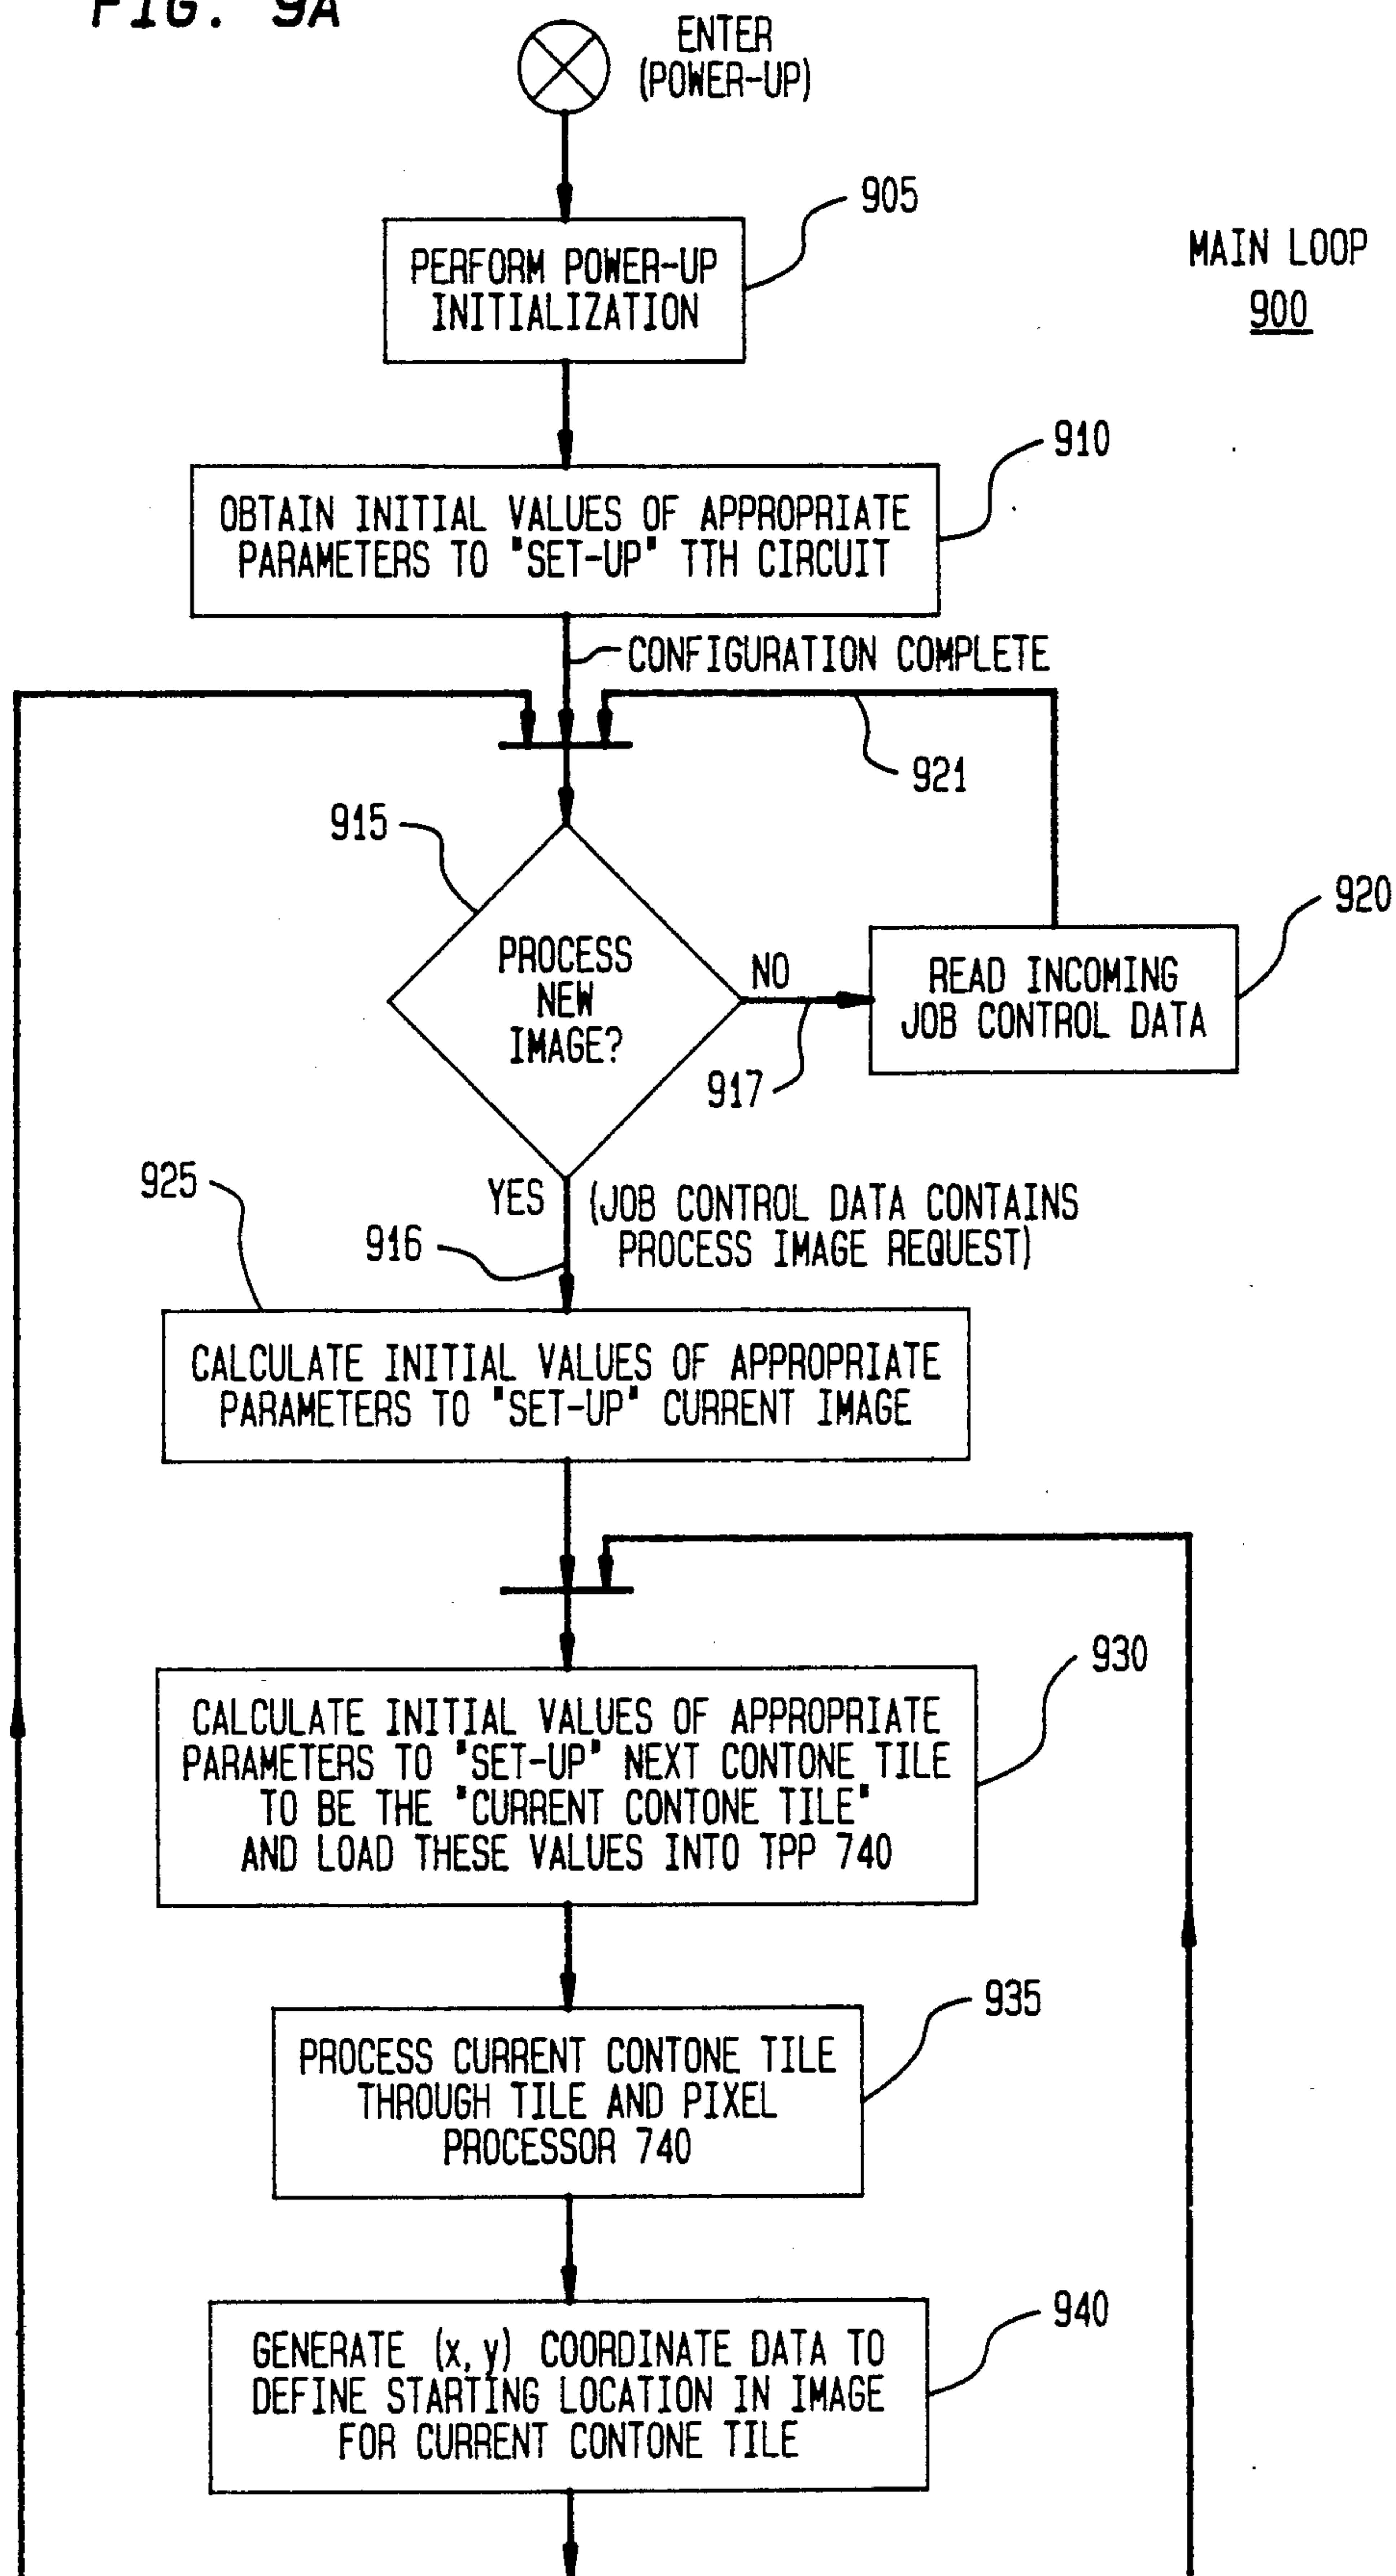 FIG. 9A
ENTER
(POWER-UP)
905
PERFORM POWER-UP
INITIALIZATION
MAIN LOOP
900
910
OBTAIN INITIAL VALUES OF APPROPRIATE
PARAMETERS TO "SET-UP" TTH CIRCUIT
CONFIGURATION COMPLETE
921
915
920
PROCESS
NEW
IMAGE?
NO
READ INCOMING
JOB CONTROL DATA
917
925
YES
(JOB CONTROL DATA CONTAINS
PROCESS IMAGE REQUEST)
916
CALCULATE INITIAL VALUES OF APPROPRIATE
PARAMETERS TO "SET-UP" CURRENT IMAGE
930
CALCULATE INITIAL VALUES OF APPROPRIATE
PARAMETERS TO "SET-UP" NEXT CONTONE TILE
TO BE THE "CURRENT CONTONE TILE"
AND LOAD THESE VALUES INTO TPP 740
935
PROCESS CURRENT CONTONE TILE
THROUGH TILE AND PIXEL
PROCESSOR 740
940
GENERATE (x, y) COORDINATE DATA TO
DEFINE STARTING LOCATION IN IMAGE
FOR CURRENT CONTONE TILE